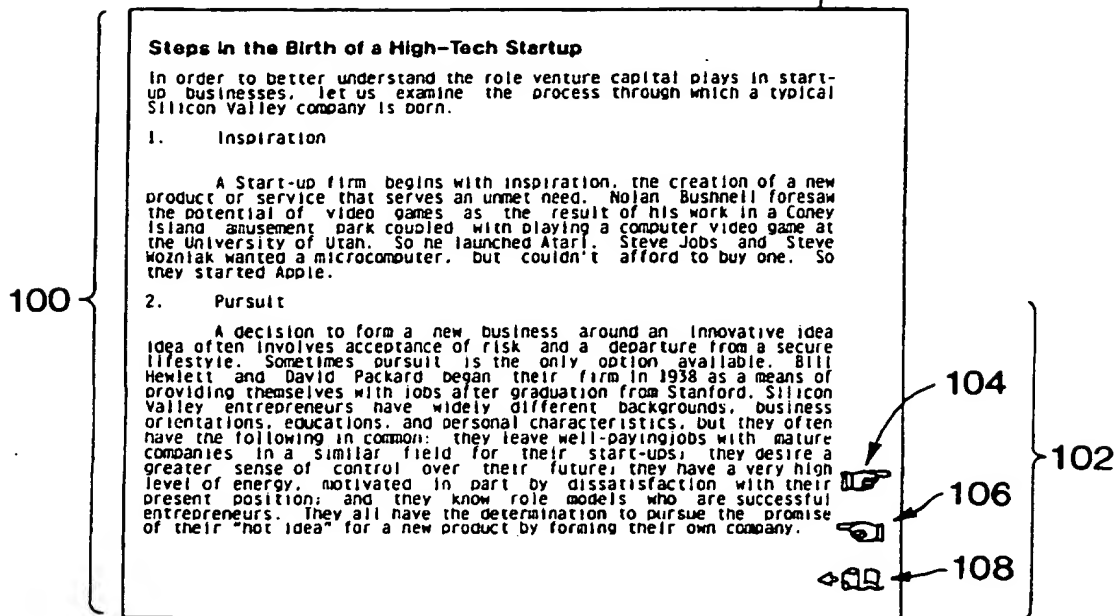 Steps in the Birth of a High-Tech Startup
In order to better understand the role venture capital plays in start-
up businesses, let us examine the process through which a typical
Silicon Valley company is born.
1. Inspiration
A Start-up firm begins with inspiration, the creation of a new
product or service that serves an unmet need. Nolan Bushnell foresaw
the potential of video games as the result of his work in a Coney
Island amusement park coupled with playing a computer video game at
the University of Utah. So he launched Atari. Steve Jobs and Steve
Wozniak wanted a microcomputer, but couldn't afford to buy one. So
they started Apple.
100
2. Pursuit
A decision to form a new business around an innovative idea
idea often involves acceptance of risk and a departure from a secure
lifestyle. Sometimes pursuit is the only option available. Bill
Hewlett and David Packard began their firm in 1938 as a means of
providing themselves with jobs after graduation from Stanford. Silicon
Valley entrepreneurs have widely different backgrounds, business
orientations, educations, and personal characteristics, but they often
have the following in common: they leave well-payingjobs with mature
companies in a similar field for their start-ups; they desire a
greater sense of control over their future; they have a very high
level of energy, motivated in part by dissatisfaction with their
present position; and they know role models who are successful
entrepreneurs. They all have the determination to pursue the promise
of their "hot idea" for a new product by forming their own company.
104
102
106
108